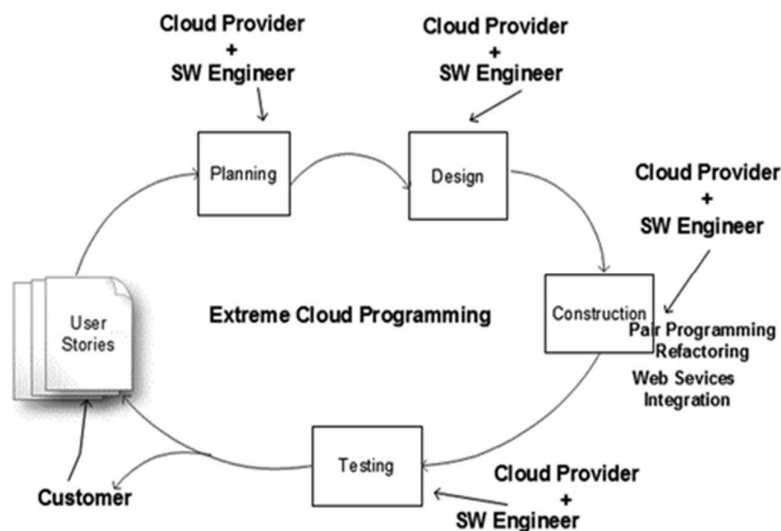 Cloud Provider
+
SW Engineer
Cloud Provider
+
SW Engineer
Planning
Design
Cloud Provider
+
SW Engineer
User
Stories
Extreme Cloud Programming
Construction
Pair Programming
Refactoring
Web Sevices
Integration
Customer
Testing
Cloud Provider
+
SW Engineer